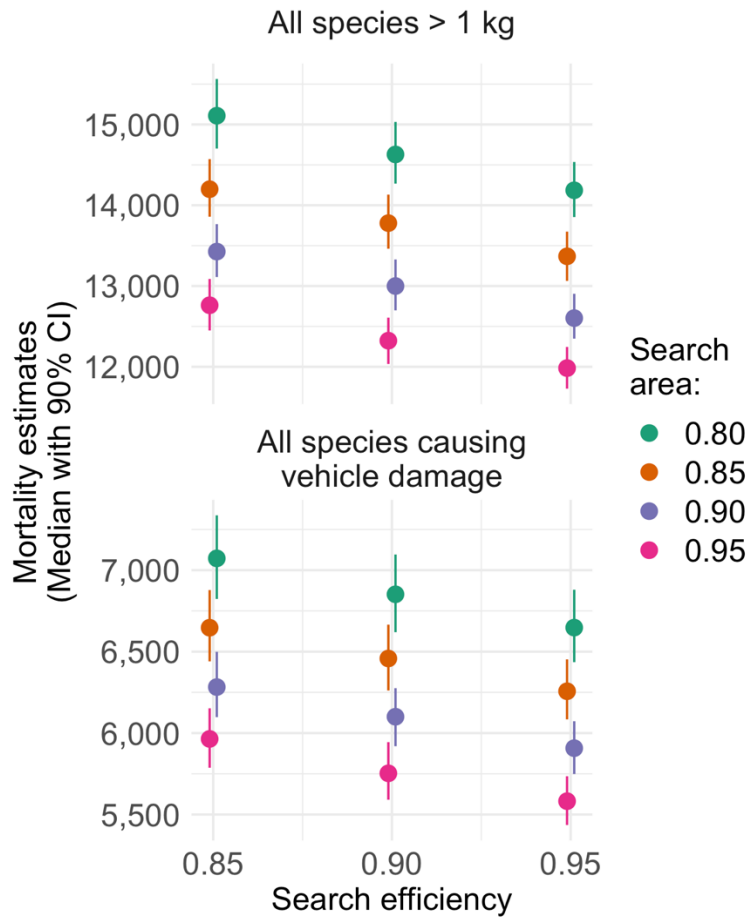 All species > 1 kg
15,000
14,000
13,000
12,000
Mortality estimates
(Median with 90% CI)
All species causing
vehicle damage
7,000
6,500
6,000
5,500
0.85 0.90 0.95
Search efficiency
Search
area:
0.80
0.85
0.90
0.95